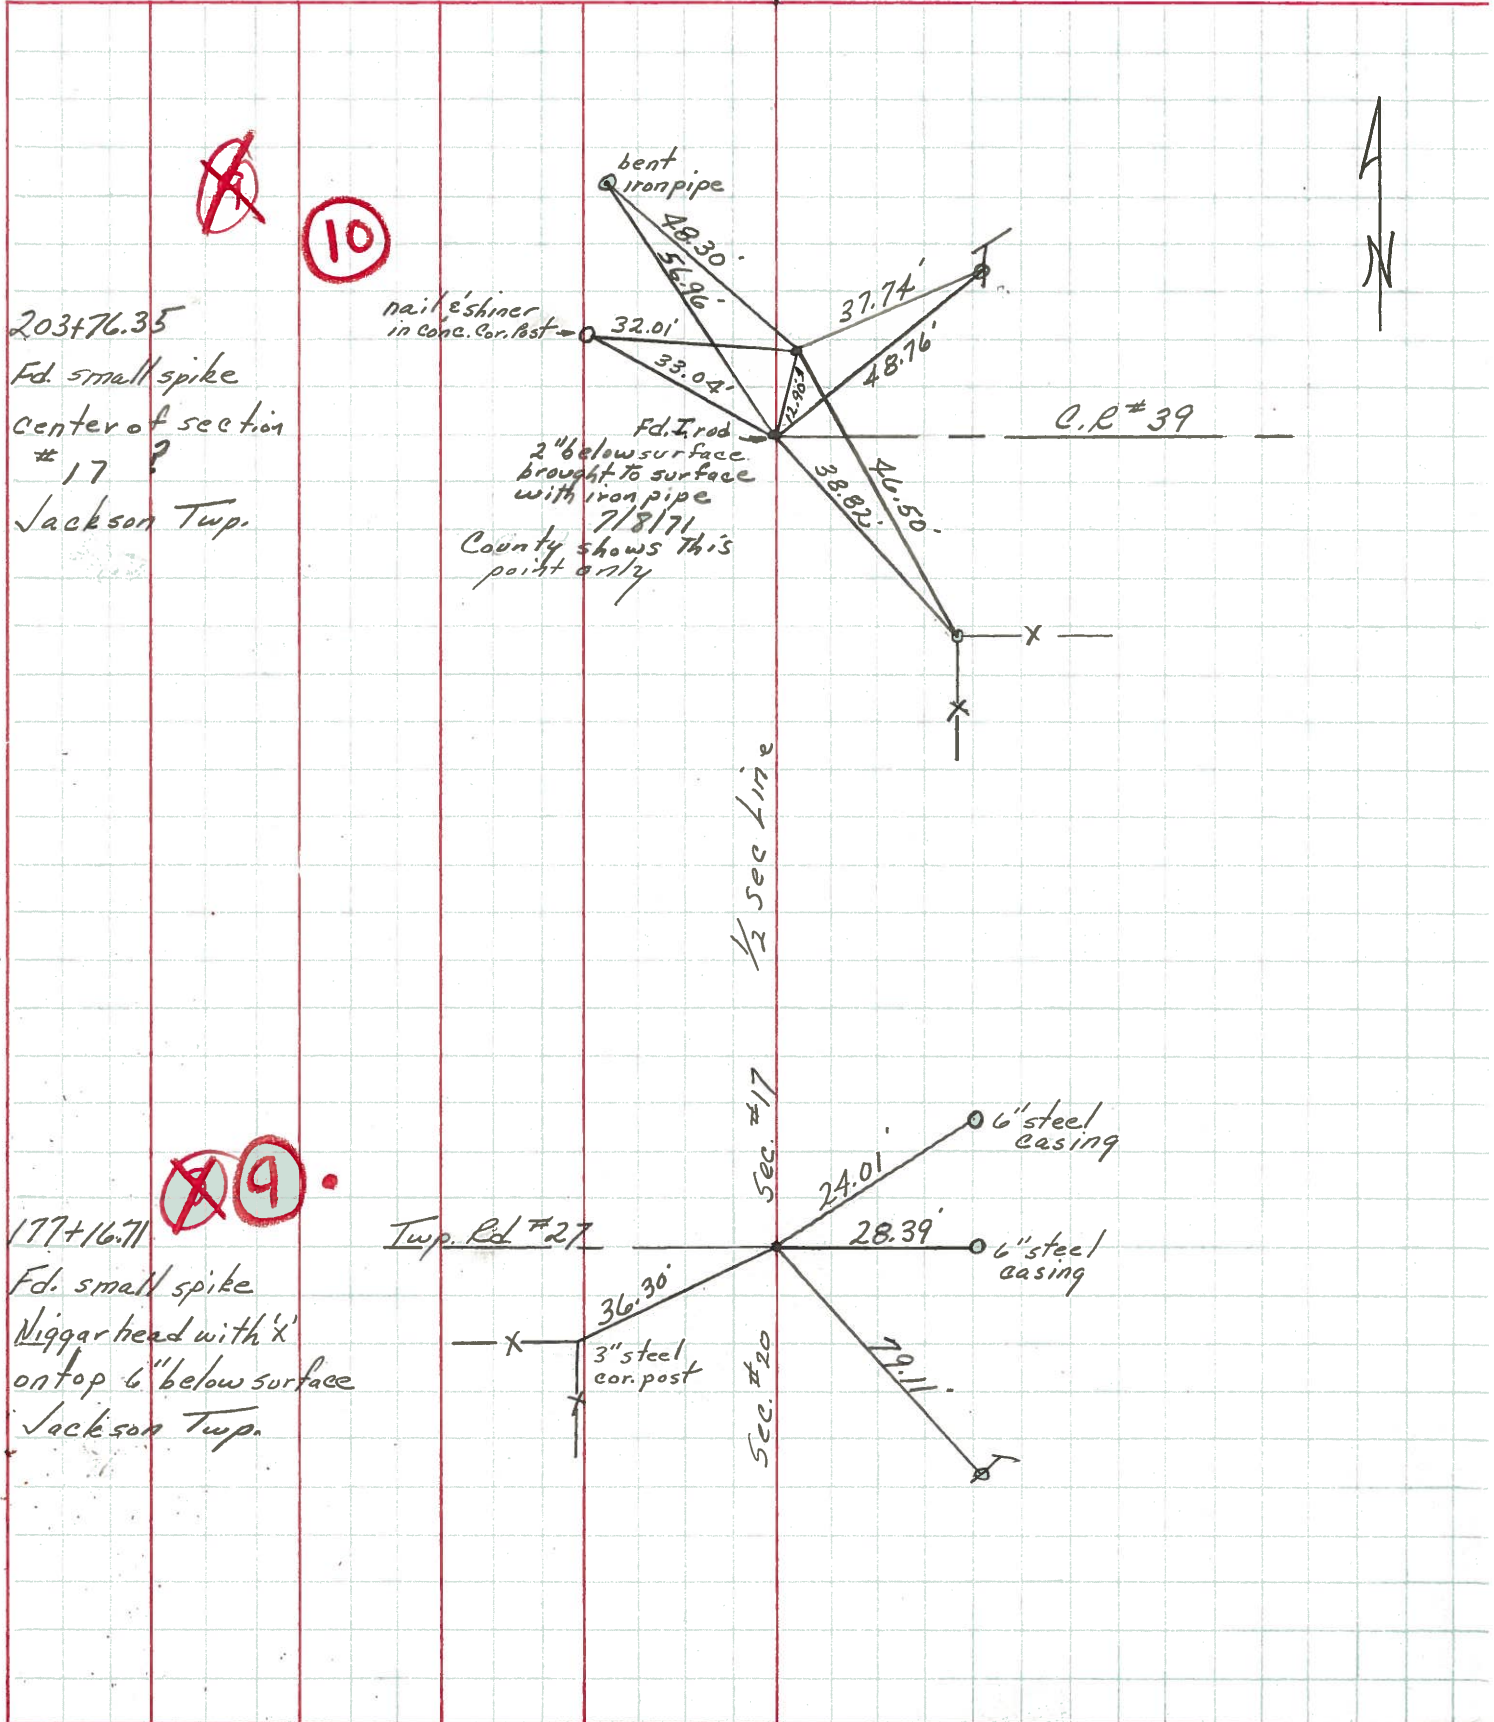 10
bent
iron pipe
48.30'
56.96'
37.74'
48.76'
N
nail & shiner
in conc. Cor. Post
32.01'
33.04'
12.90'
203+76.35
Fd. small spike
center of section
#17 ?
Jackson Twp.
Fd. I. rod
2" below surface
brought to surface
with iron pipe
7/8/71
County shows This
point only
C.R #39
46.50'
38.82'
X
X
1/2 Sec Line
Sec. #17
6" steel
casing
24.01'
9
177+16.71
Fd. small spike
Niggarhead with 'X'
on top 6" below surface
Jackson Twp.
Twp. Rd #27
28.39'
6" steel
casing
36.30'
X
3" steel
cor. post
X
Sec. #20
79.11'